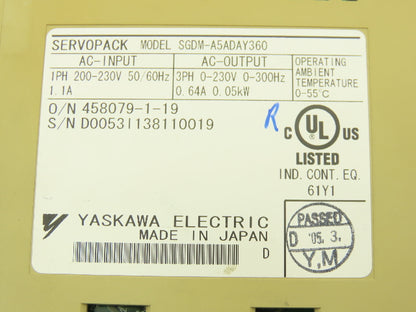 SERVOPACK MODEL SGDM-A5ADAY360
AC-INPUT
1PH 200-230V 50/60Hz
1.1A
AC-OUTPUT
3PH 0-230V 0-300Hz
0.64A 0.05kW
OPERATING
AMBIENT
TEMPERATURE
0-55°C
O/N 458079-1-19
S/N D0053I138110019
R
C UL US
LISTED
IND. CONT. EQ.
61Y1
YASKAWA ELECTRIC
MADE IN JAPAN
D
PASSED
D '05. 3.
Y,M